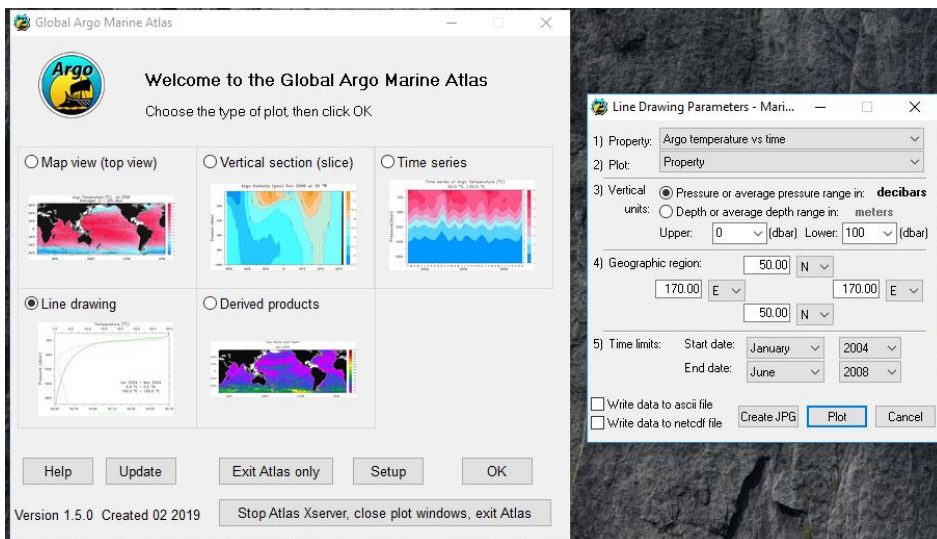 Global Argo Marine Atlas
Argo
Welcome to the Global Argo Marine Atlas
Choose the type of plot, then click OK
Map view (top view)
Vertical section (slice)
Time series
Line drawing
Derived products
Help
Update
Exit Atlas only
Setup
OK
Version 1.5.0 Created 02 2019
Stop Atlas Xserver, close plot windows, exit Atlas
Line Drawing Parameters - Mari...
1) Property: Argo temperature vs time
2) Plot: Property
3) Vertical units:
Pressure or average pressure range in: decibars
Depth or average depth range in: meters
Upper: 0 (dbar) Lower: 100 (dbar)
4) Geographic region: 50.00 N
170.00 E 170.00 E
50.00 N
5) Time limits: Start date: January 2004
End date: June 2008
Write data to ascii file
Write data to netcdf file
Create JPG
Plot
Cancel